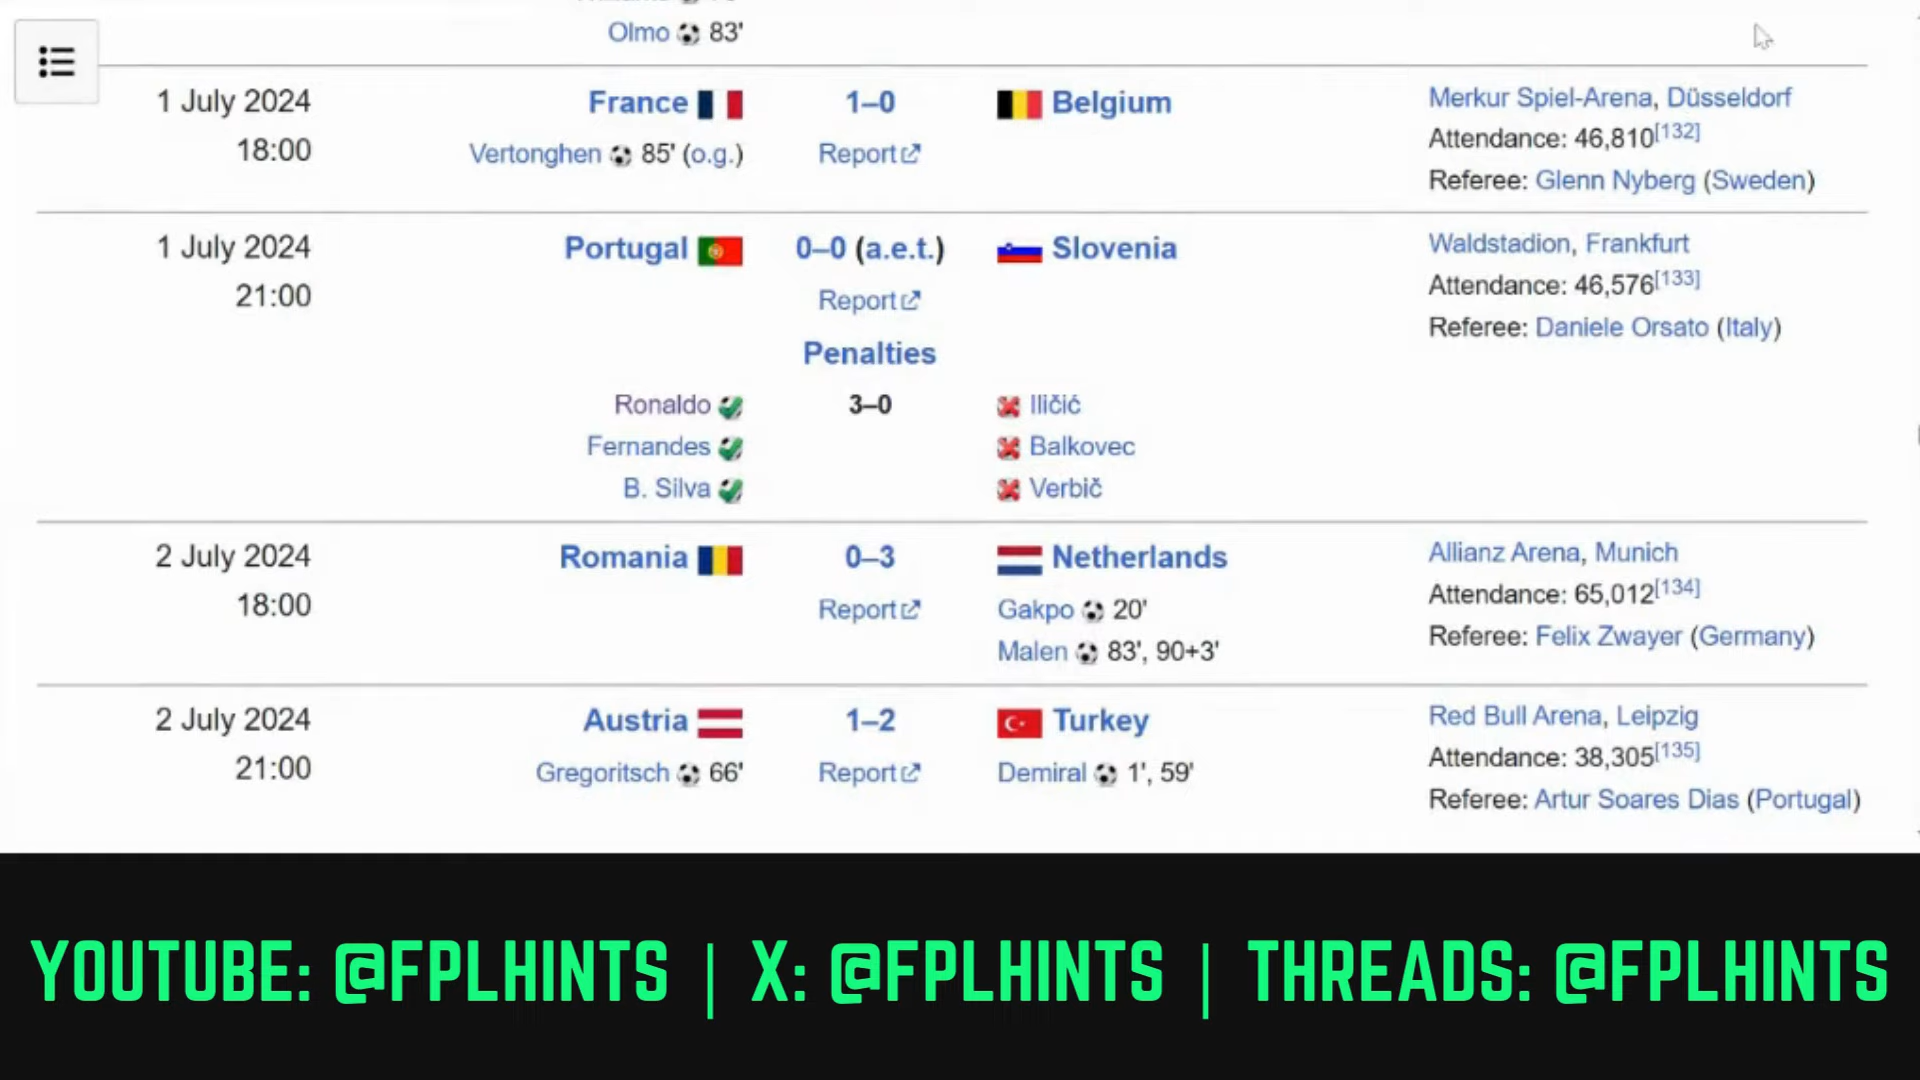 Olmo 83'
1 July 2024 France 1–0 Belgium Merkur Spiel-Arena, Düsseldorf
18:00 Vertonghen 85' (o.g.) Report Attendance: 46,810[132]
Referee: Glenn Nyberg (Sweden)
1 July 2024 Portugal 0–0 (a.e.t.) Slovenia Waldstadion, Frankfurt
21:00 Report Attendance: 46,576[133]
Referee: Daniele Orsato (Italy)
Penalties
Ronaldo 3–0 Iličić
Fernandes Balkovec
B. Silva Verbič
2 July 2024 Romania 0–3 Netherlands Allianz Arena, Munich
18:00 Report Gakpo 20' Attendance: 65,012[134]
Malen 83', 90+3' Referee: Felix Zwayer (Germany)
2 July 2024 Austria 1–2 Turkey Red Bull Arena, Leipzig
21:00 Gregoritsch 66' Report Demiral 1', 59' Attendance: 38,305[135]
Referee: Artur Soares Dias (Portugal)
YOUTUBE: @FPLHINTS | X: @FPLHINTS | THREADS: @FPLHINTS